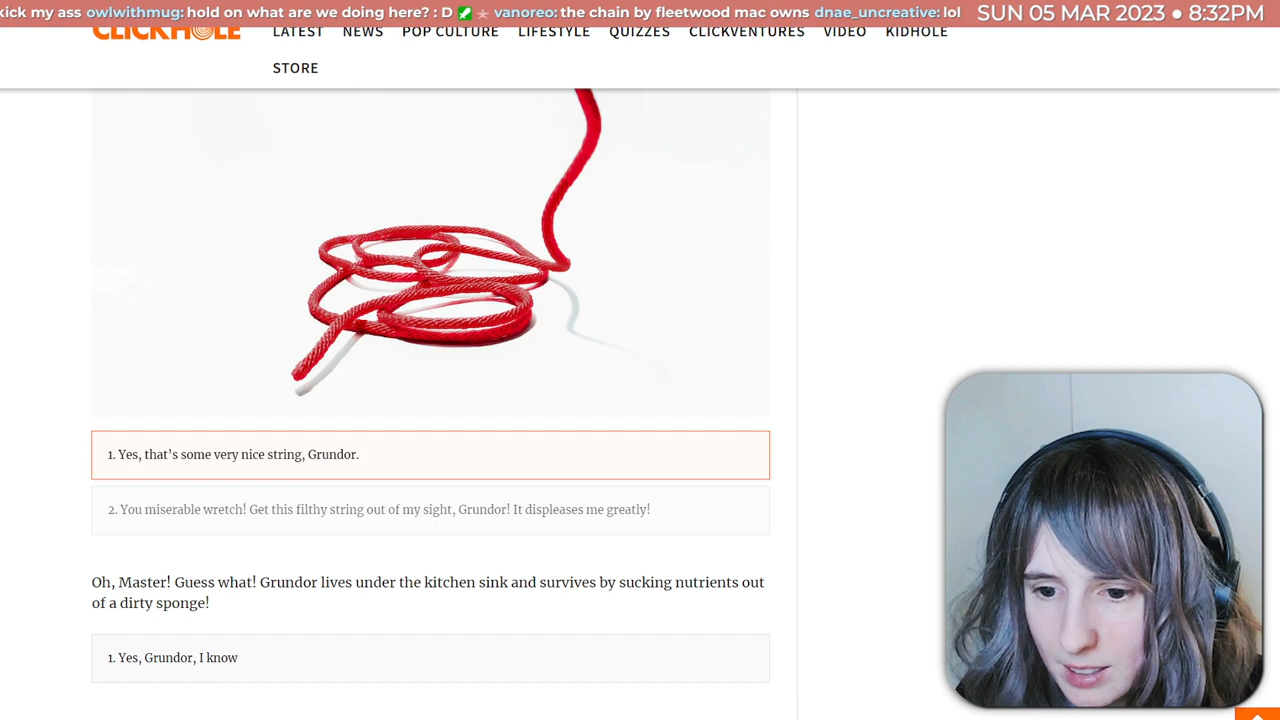 kick my ass owlwithmug: hold on what are we doing here? : D vanoreo: the chain by fleetwood mac owns dnae_uncreative: lol SUN 05 MAR 2023 ● 8:32PM
CLICKHOLE LATEST NEWS POP CULTURE LIFESTYLE QUIZZES CLICKVENTURES VIDEO KIDHOLE
STORE
1. Yes, that’s some very nice string, Grundor.
2. You miserable wretch! Get this filthy string out of my sight, Grundor! It displeases me greatly!
Oh, Master! Guess what! Grundor lives under the kitchen sink and survives by sucking nutrients out
of a dirty sponge!
1. Yes, Grundor, I know